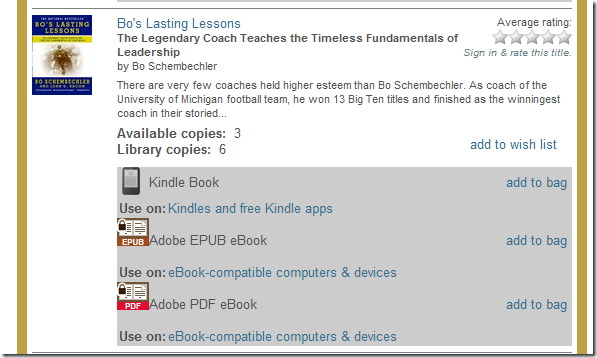 THE NATIONAL BESTSELLER
BO'S LASTING
LESSONS
BO SCHEMBECHLER
AND JOHN U. BACON
Bo's Lasting Lessons
The Legendary Coach Teaches the Timeless Fundamentals of
Leadership
by Bo Schembechler
Average rating:
Sign in & rate this title.
There are very few coaches held higher esteem than Bo Schembechler. As coach of the
University of Michigan football team, he won 13 Big Ten titles and finished as the winningest
coach in their storied...
Available copies: 3
Library copies: 6
add to wish list
Kindle Book
add to bag
Use on: Kindles and free Kindle apps
EPUB
Adobe EPUB eBook
add to bag
Use on: eBook-compatible computers & devices
PDF
Adobe PDF eBook
add to bag
Use on: eBook-compatible computers & devices